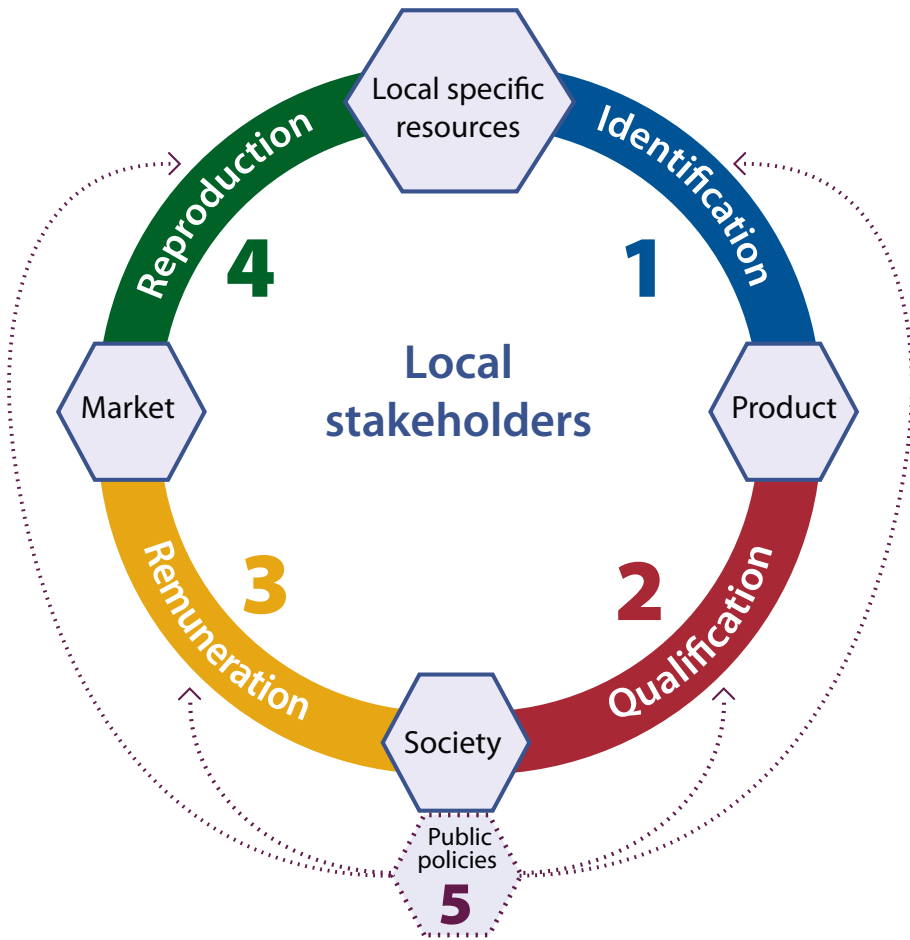 Local specific
resources
Identification
1
Product
Qualification
2
Society
Remuneration
3
Market
Reproduction
4
Local
stakeholders
Public
policies
5